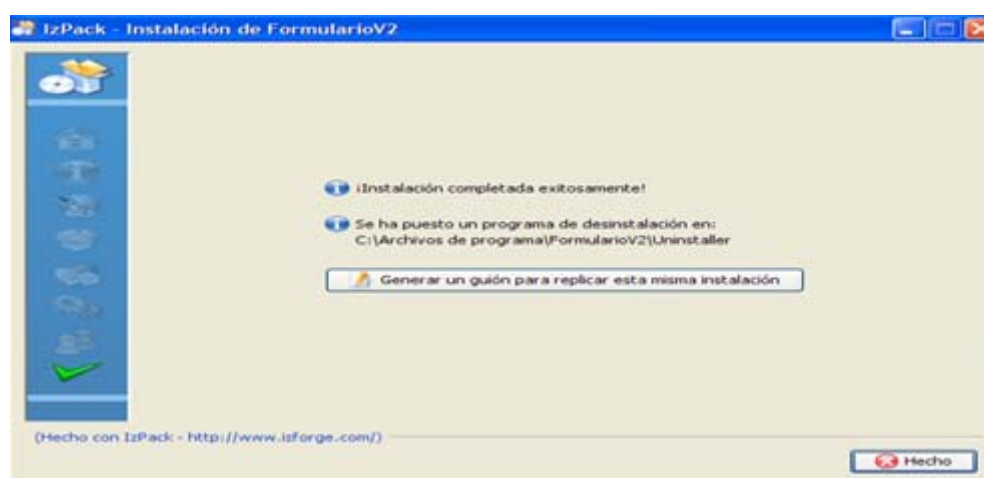 IzPack - Instalación de FormularioV2
¡Instalación completada exitosamente!
Se ha puesto un programa de desinstalación en:
C:\Archivos de programa\FormularioV2\Uninstaller
Generar un guión para replicar esta misma instalación
(Hecho con IzPack - http://www.izforge.com/)
Hecho